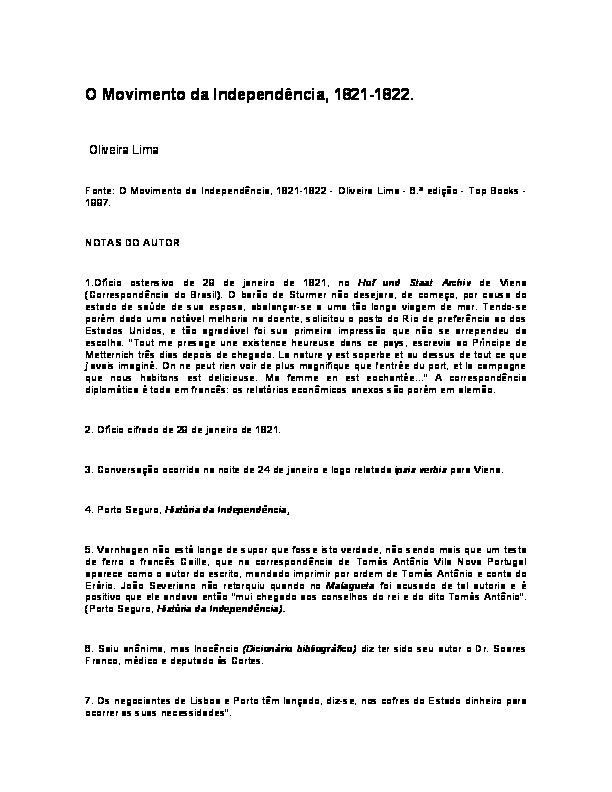 O Movimento da Independência, 1821-1822.
Oliveira Lima
Fonte: O Movimento da Independência, 1821-1822 - Oliveira Lima - 6.ª edição - Top Books -
1997.
NOTAS DO AUTOR
1.Ofício ostensivo de 29 de janeiro de 1821, no Hof und Staat Archiv de Viena
(Correspondência do Brasil). O barão de Sturmer não desejara, de começo, por causa do
estado de saúde de sua esposa, abalançar-se a uma tão longa viagem de mar. Tendo-se
porém dado uma notável melhoria na doente, solicitou o posto do Rio de preferência ao dos
Estados Unidos, e tão agradável foi sua primeira impressão que não se arrependeu da
escolha. "Tout me presage une existence heureuse dans ce pays, escrevia ao Príncipe de
Metternich três dias depois de chegado. La nature y est soperbe et au dessus de tout ce que
j'avais imaginé. On ne peut rien voir de plus magnifique que l'entrée du port, et la campagne
que nous habitons est delicieuse. Ma femme en est enchantée..." A correspondência
diplomática é toda em francês: os relatórios econômicos anexos são porém em alemão.
2. Ofício cifrado de 29 de janeiro de 1821.
3. Conversação ocorrida na noite de 24 de janeiro e logo relatada ipsis verbis para Viena.
4. Porto Seguro, História da Independência,
5. Varnhagen não está longe de supor que fosse isto verdade, não sendo mais que um testa
de ferro o francês Caille, que na correspondência de Tomás Antônio Vila Nova Portugal
aparece como o autor do escrito, mandado imprimir por ordem de Tomás Antônio e conta do
Erário. João Severiano não retorquiu quando na Malagueta foi acusado de tal autoria e é
positivo que ele andava então "mui chegado aos conselhos do rei e do dito Tomás Antônio".
(Porto Seguro, História da Independência).
6. Saiu anônima, mas Inocêncio (Dicionário bibliográfico) diz ter sido seu autor o Dr. Soares
Franco, médico e deputado às Cortes.
7. Os negociantes de Lisboa e Porto têm lançado, diz-se, nos cofres do Estado dinheiro para
ocorrer as suas necessidades".